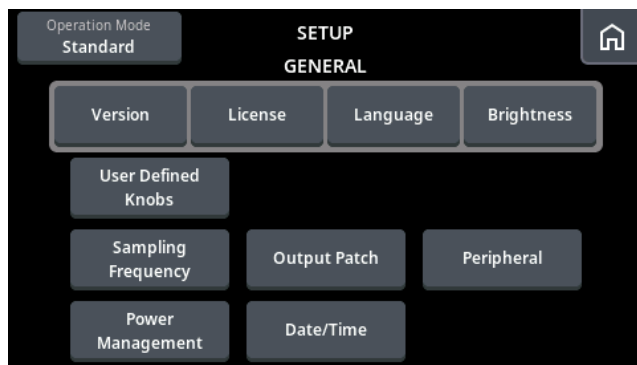 Operation Mode
Standard
SETUP
GENERAL
Version License Language Brightness
User Defined
Knobs
Sampling
Frequency
Output Patch
Peripheral
Power
Management
Date/Time